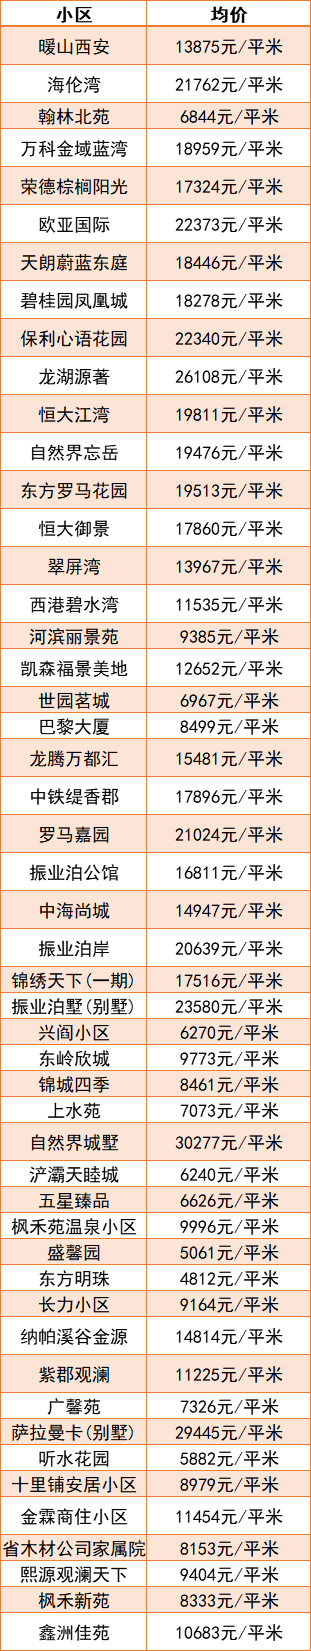 小区 均价
暖山西安 13875元/平米
海伦湾 21762元/平米
翰林北苑 6844元/平米
万科金域蓝湾 18959元/平米
荣德棕榈阳光 17324元/平米
欧亚国际 22373元/平米
天朗蔚蓝东庭 18446元/平米
碧桂园凤凰城 18278元/平米
保利心语花园 22340元/平米
龙湖源著 26108元/平米
恒大江湾 19811元/平米
自然界忘岳 19476元/平米
东方罗马花园 19513元/平米
恒大御景 17860元/平米
翠屏湾 13967元/平米
西港碧水湾 11535元/平米
河滨丽景苑 9385元/平米
凯森福景美地 12652元/平米
世园茗城 6967元/平米
巴黎大厦 8499元/平米
龙腾万都汇 15481元/平米
中铁缇香郡 17896元/平米
罗马嘉园 21024元/平米
振业泊公馆 16811元/平米
中海尚城 14947元/平米
振业泊岸 20639元/平米
锦绣天下(一期) 17516元/平米
振业泊墅(别墅) 23580元/平米
兴阎小区 6270元/平米
东岭欣城 9773元/平米
锦城四季 8461元/平米
上水苑 7073元/平米
自然界城墅 30277元/平米
浐灞天睦城 6240元/平米
五星臻品 6626元/平米
枫禾苑温泉小区 9996元/平米
盛馨园 5061元/平米
东方明珠 4812元/平米
长力小区 9164元/平米
纳帕溪谷金源 14814元/平米
紫郡观澜 11225元/平米
广馨苑 7326元/平米
萨拉曼卡(别墅) 29445元/平米
听水花园 5882元/平米
十里铺安居小区 8979元/平米
金霖商住小区 11454元/平米
省木材公司家属院 8153元/平米
熙源观澜天下 9404元/平米
枫禾新苑 8333元/平米
鑫洲佳苑 10683元/平米